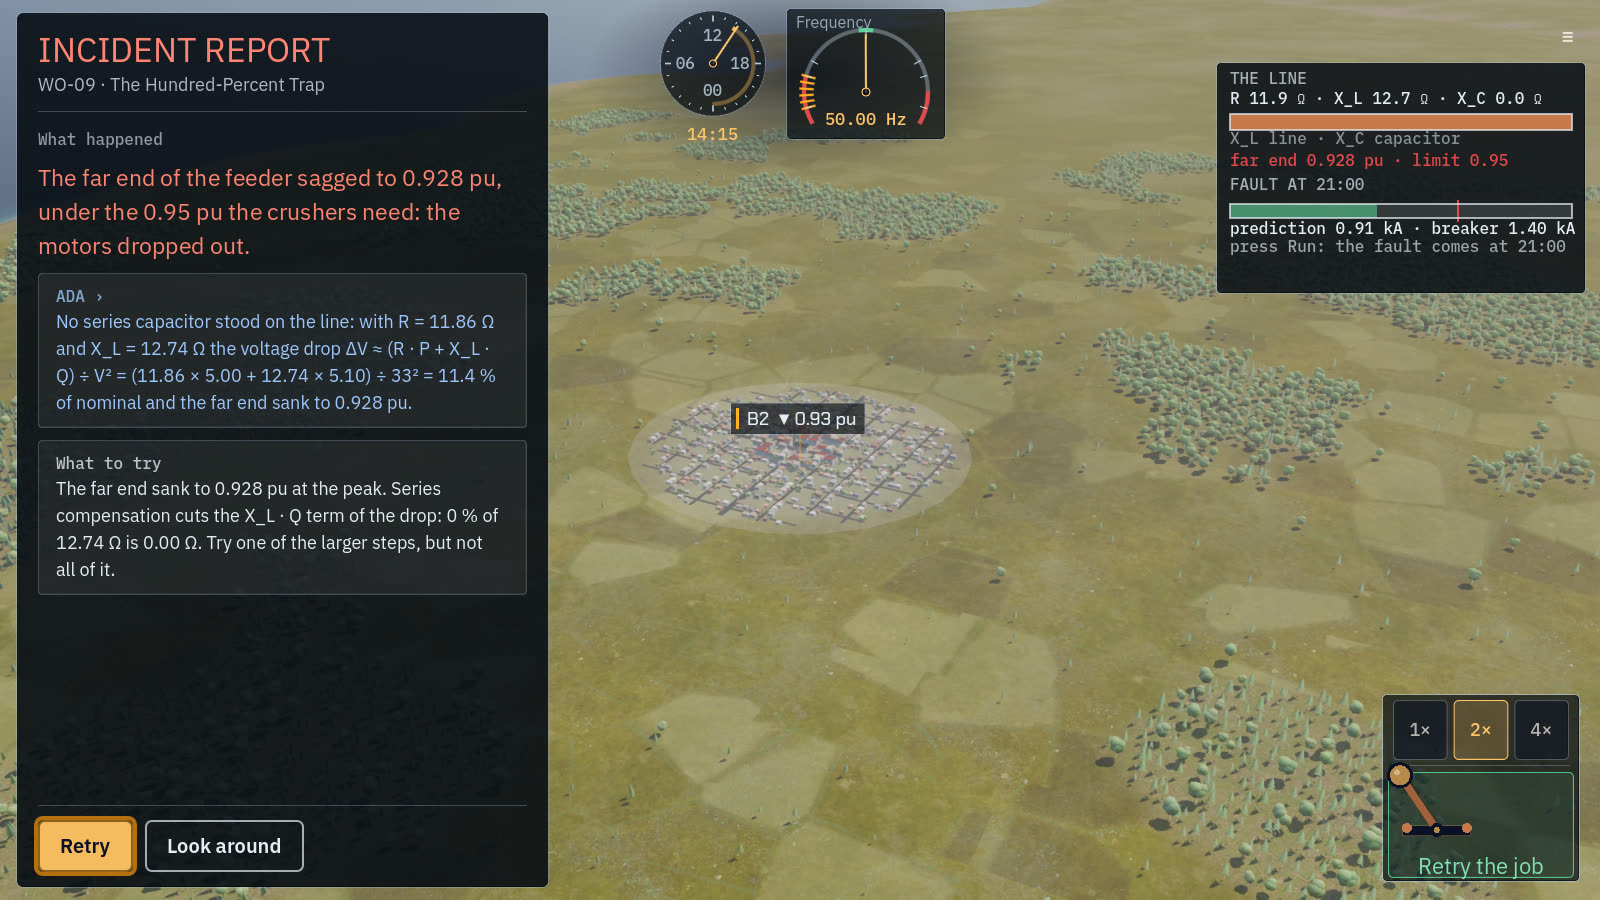 INCIDENT REPORT
WO-09 · The Hundred-Percent Trap
What happened
The far end of the feeder sagged to 0.928 pu,
under the 0.95 pu the crushers need: the
motors dropped out.
ADA ›
No series capacitor stood on the line: with R = 11.86 Ω
and X_L = 12.74 Ω the voltage drop ΔV ≈ (R · P + X_L ·
Q) ÷ V² = (11.86 × 5.00 + 12.74 × 5.10) ÷ 33² = 11.4 %
of nominal and the far end sank to 0.928 pu.
What to try
The far end sank to 0.928 pu at the peak. Series
compensation cuts the X_L · Q term of the drop: 0 % of
12.74 Ω is 0.00 Ω. Try one of the larger steps, but not
all of it.
Retry
Look around
12
06
18
00
14:15
Frequency
50.00 Hz
B2 ▼ 0.93 pu
≡
THE LINE
R 11.9 Ω · X_L 12.7 Ω · X_C 0.0 Ω
X_L line · X_C capacitor
far end 0.928 pu · limit 0.95
FAULT AT 21:00
prediction 0.91 kA · breaker 1.40 kA
press Run: the fault comes at 21:00
1×
2×
4×
Retry the job